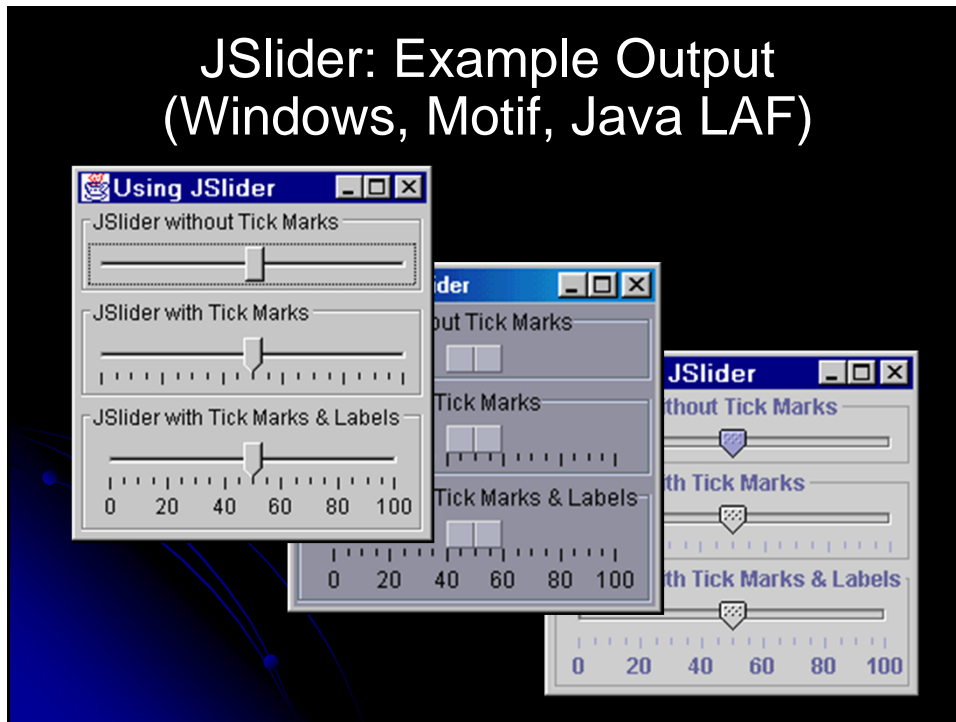 JSlider: Example Output
(Windows, Motif, Java LAF)
Using JSlider
JSlider without Tick Marks
JSlider with Tick Marks
JSlider with Tick Marks & Labels
0 20 40 60 80 100
ider
out Tick Marks
Tick Marks
Tick Marks & Labels
0 20 40 60 80 100
JSlider
thout Tick Marks
th Tick Marks
th Tick Marks & Labels
0 20 40 60 80 100